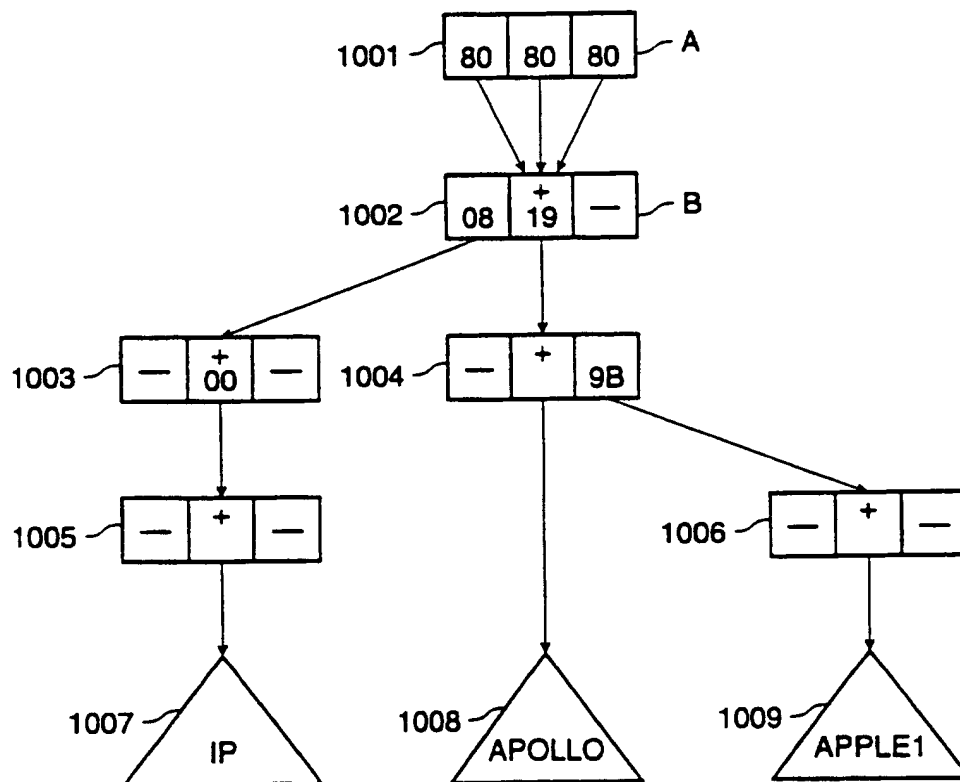 1001 80 80 80 A
+
1002 08 19 — B
+ +
1003 — 00 — 1004 — 9B
+ +
1005 — — 1006 — —
1007 IP 1008 APOLLO 1009 APPLE1